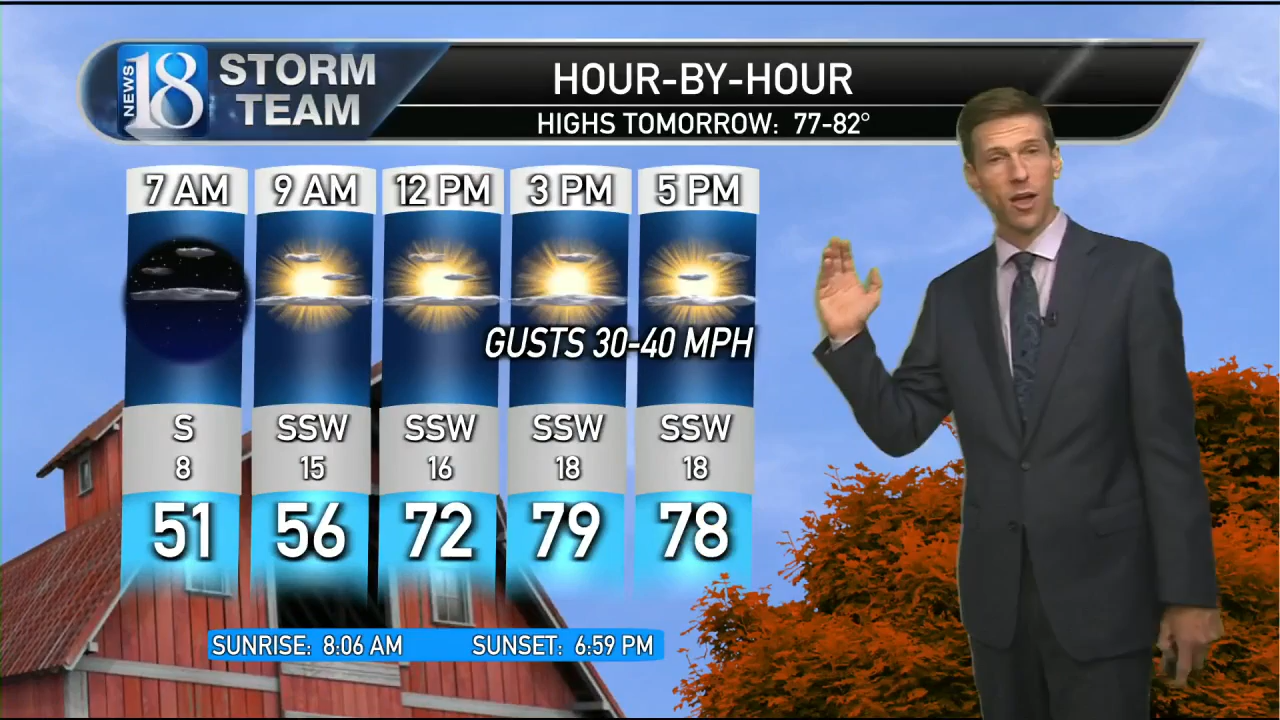 NEWS 18 STORM TEAM
HOUR-BY-HOUR
HIGHS TOMORROW: 77-82°
7 AM 9 AM 12 PM 3 PM 5 PM
GUSTS 30-40 MPH
S SSW SSW SSW SSW
8 15 16 18 18
51 56 72 79 78
SUNRISE: 8:06 AM SUNSET: 6:59 PM